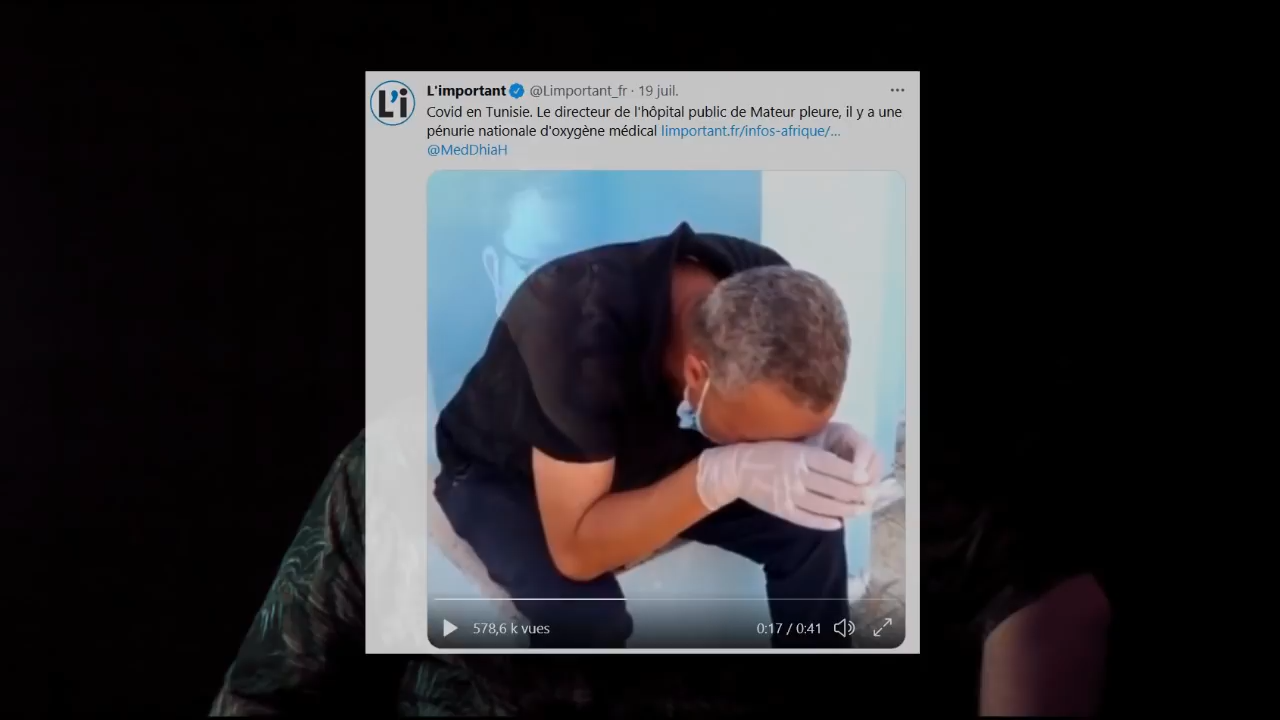 L'i
L'important @Limportant_fr · 19 juil.
Covid en Tunisie. Le directeur de l'hôpital public de Mateur pleure, il y a une
pénurie nationale d'oxygène médical limportant.fr/infos-afrique/...
@MedDhiaH
578,6 k vues
0:17 / 0:41